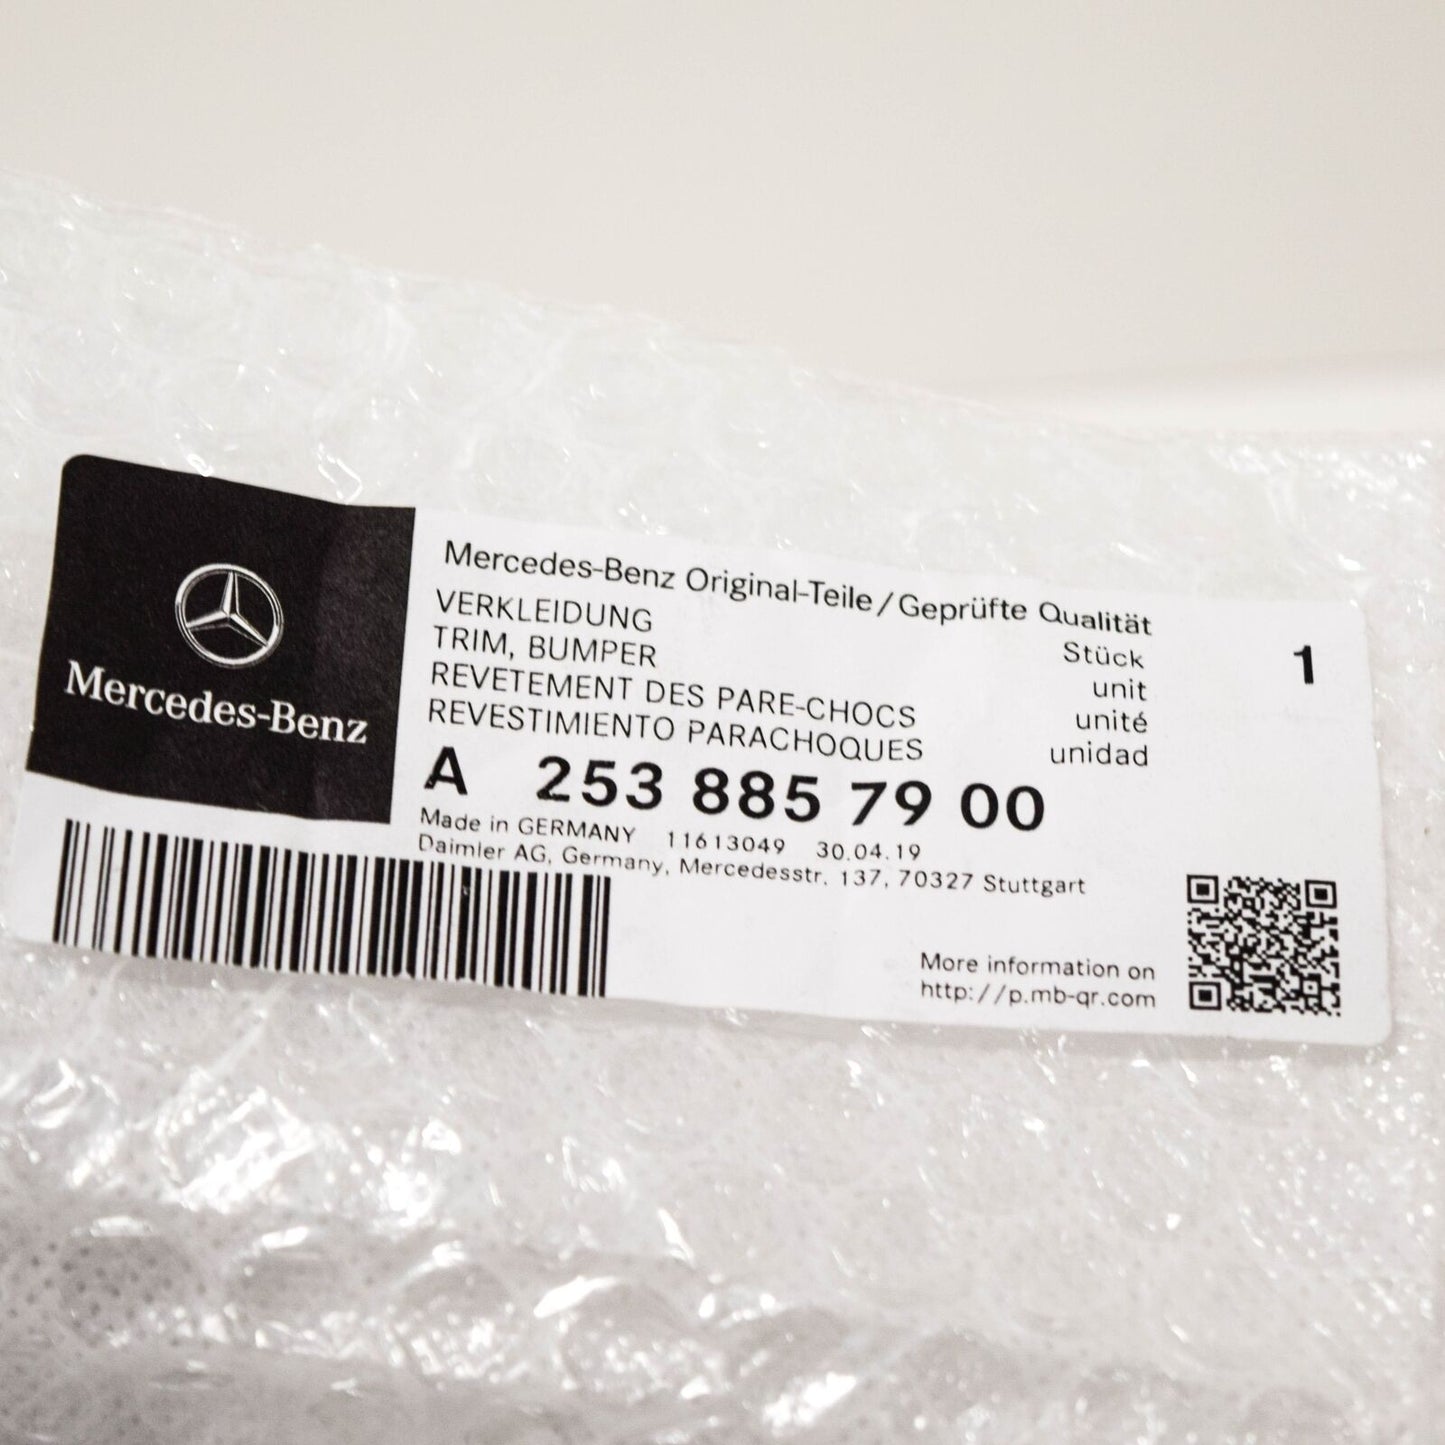 Mercedes-Benz
Mercedes-Benz Original-Teile/Geprüfte Qualität
VERKLEIDUNG Stück 1
TRIM, BUMPER unit
REVETEMENT DES PARE-CHOCS unité
REVESTIMIENTO PARACHOQUES unidad
A 253 885 79 00
Made in GERMANY 11613049 30.04.19
Daimler AG, Germany, Mercedesstr. 137, 70327 Stuttgart
More information on
http://p.mb-qr.com